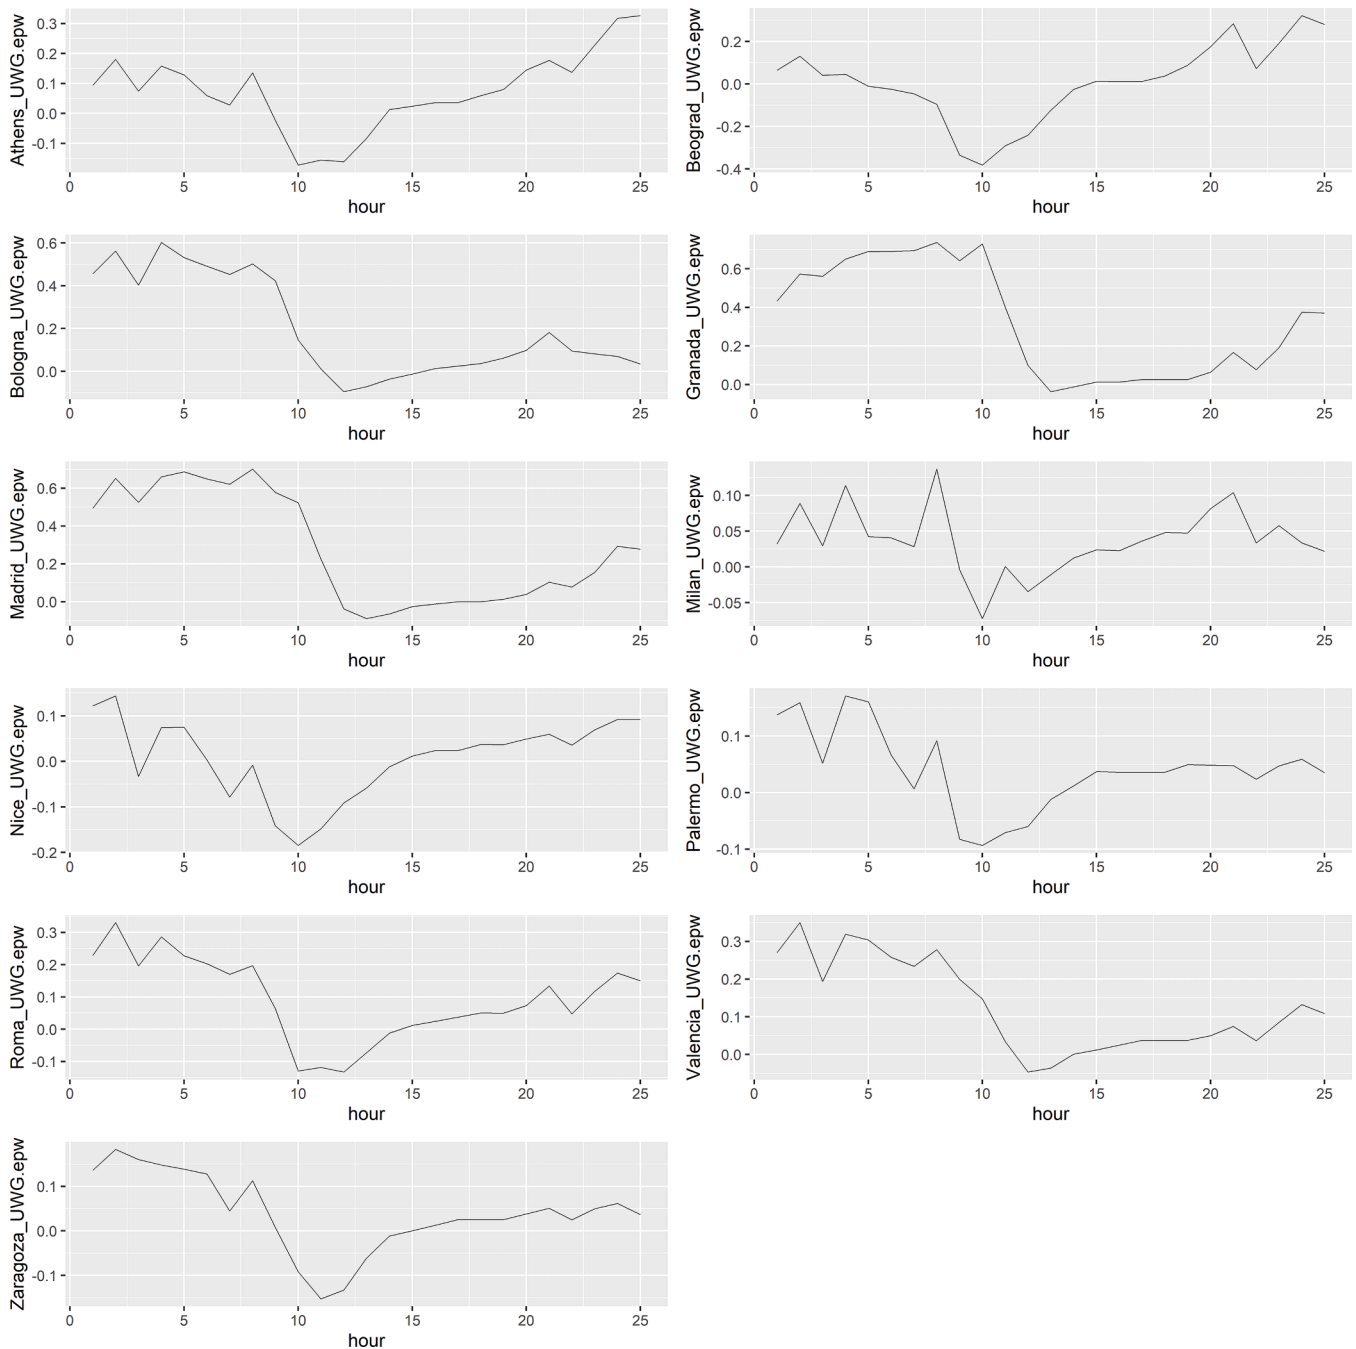 Athens_UWG.epw
0.3
0.2
0.1
0.0
-0.1
0 5 10 15 20 25
hour
Beograd_UWG.epw
0.2
0.0
-0.2
-0.4
0 5 10 15 20 25
hour
Bologna_UWG.epw
0.6
0.4
0.2
0.0
0 5 10 15 20 25
hour
Granada_UWG.epw
0.6
0.4
0.2
0.0
0 5 10 15 20 25
hour
Madrid_UWG.epw
0.6
0.4
0.2
0.0
0 5 10 15 20 25
hour
Milan_UWG.epw
0.10
0.05
0.00
-0.05
0 5 10 15 20 25
hour
Nice_UWG.epw
0.1
0.0
-0.1
-0.2
0 5 10 15 20 25
hour
Palermo_UWG.epw
0.1
0.0
-0.1
0 5 10 15 20 25
hour
Roma_UWG.epw
0.3
0.2
0.1
0.0
-0.1
0 5 10 15 20 25
hour
Valencia_UWG.epw
0.3
0.2
0.1
0.0
0 5 10 15 20 25
hour
Zaragoza_UWG.epw
0.1
0.0
-0.1
0 5 10 15 20 25
hour